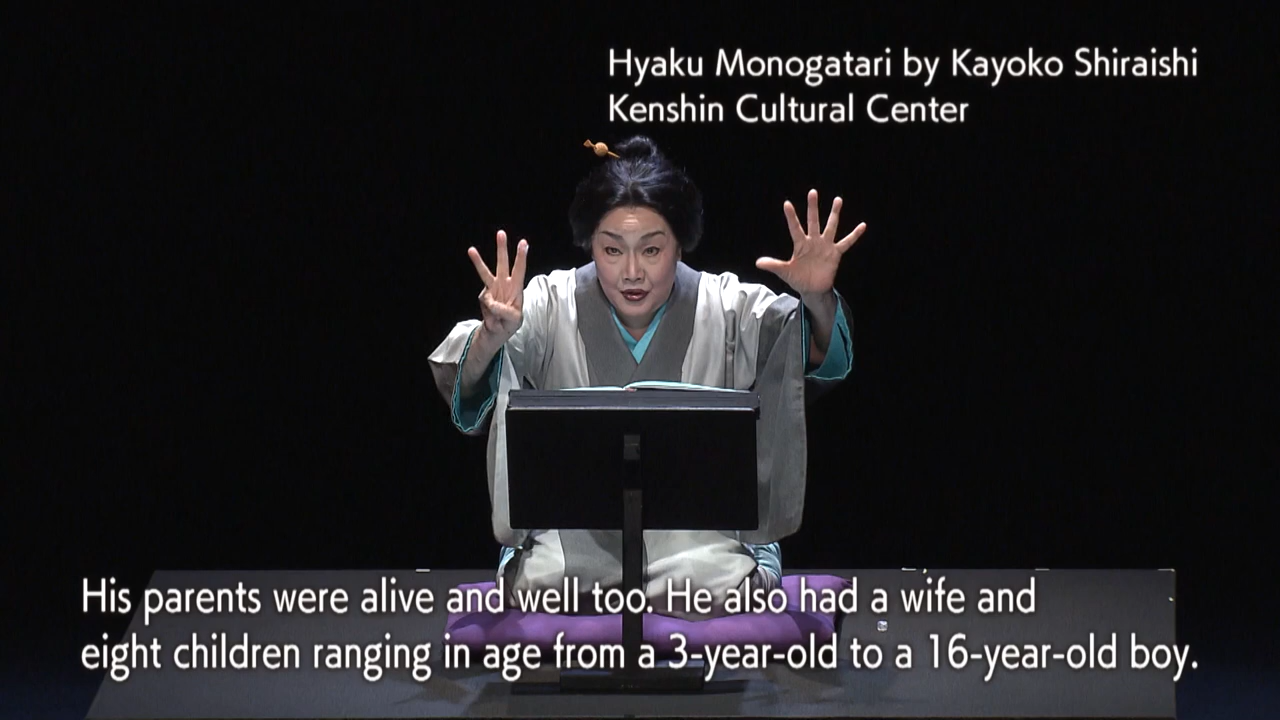 Hyaku Monogatari by Kayoko Shiraishi
Kenshin Cultural Center
His parents were alive and well too. He also had a wife and
eight children ranging in age from a 3-year-old to a 16-year-old boy.